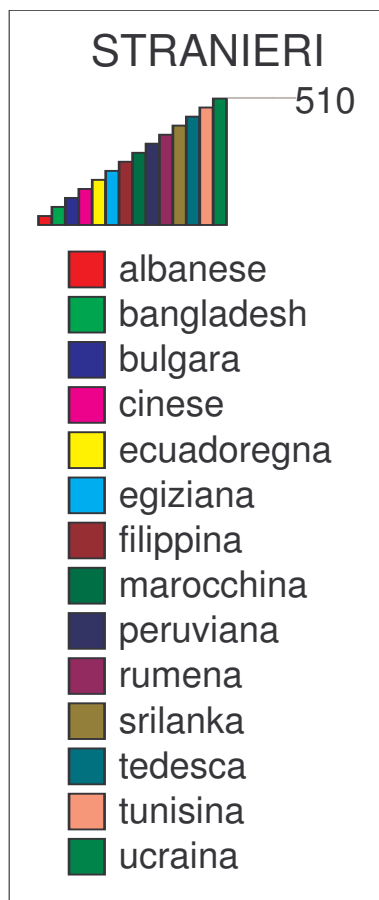 STRANIERI
510
albanese
bangladesh
bulgara
cinese
ecuadoregna
egiziana
filippina
marocchina
peruviana
rumena
srilanka
tedesca
tunisina
ucraina